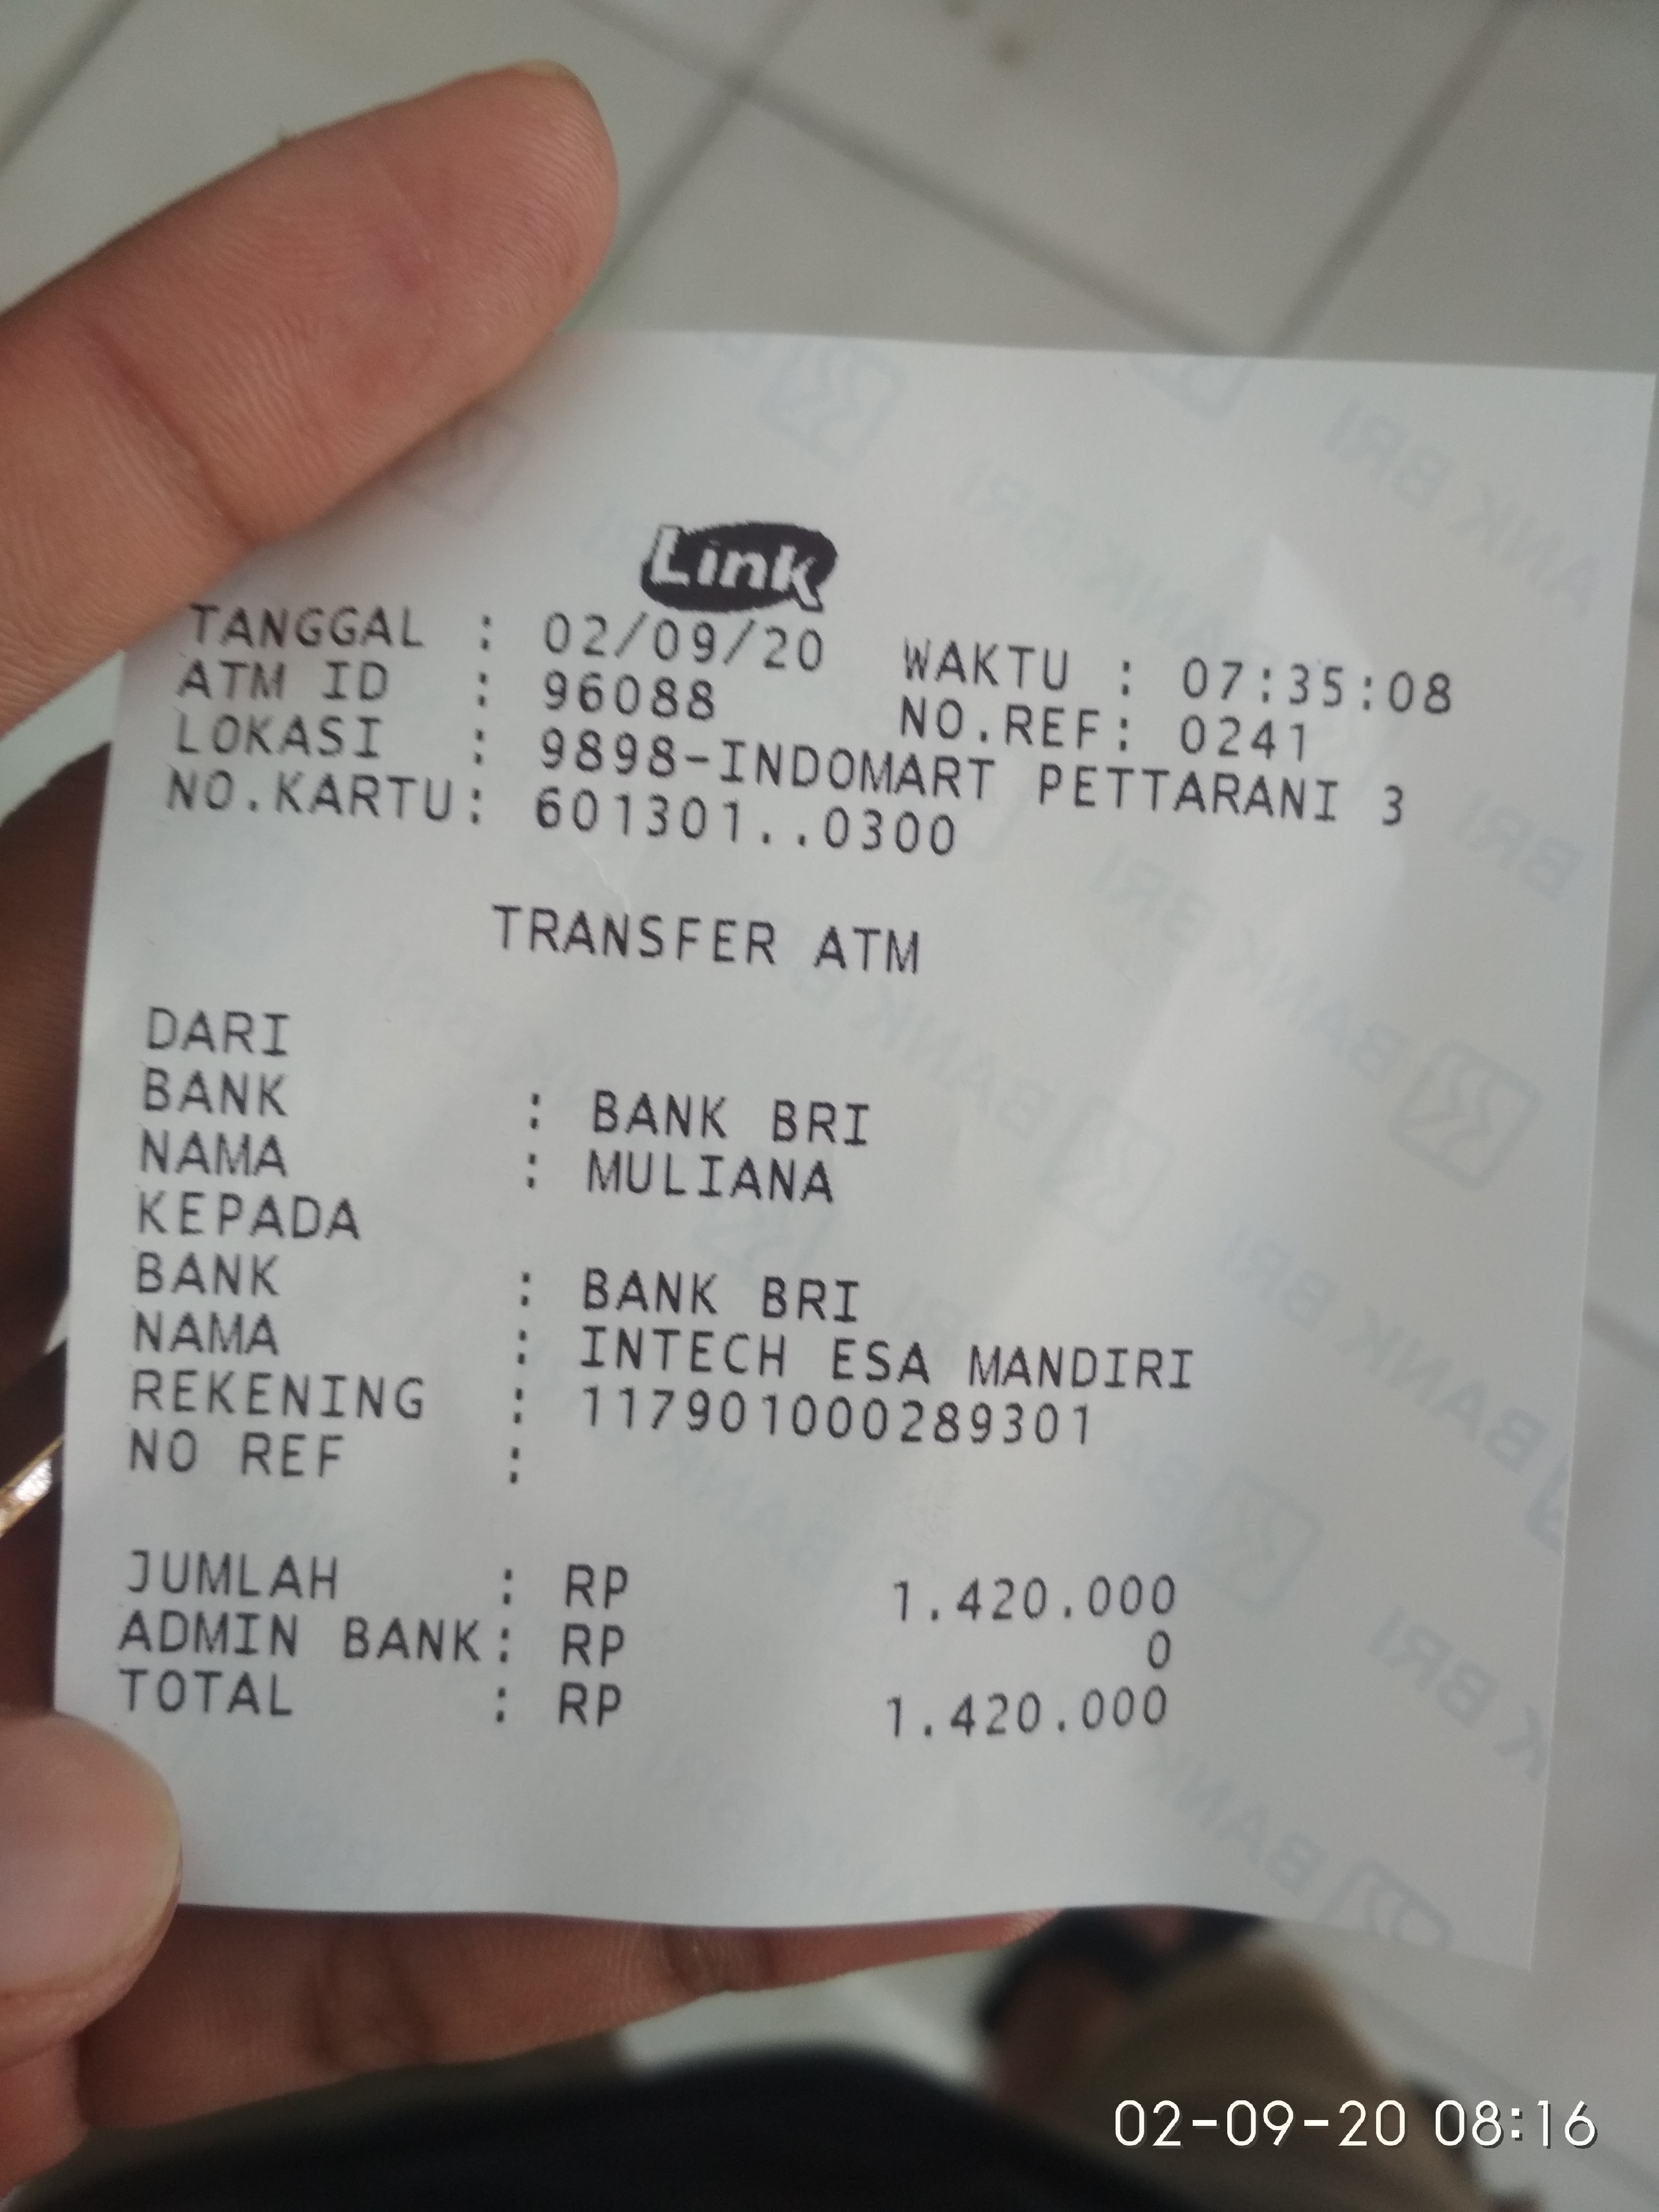 Link
TANGGAL : 02/09/20 WAKTU : 07:35:08
ATM ID : 96088 NO.REF: 0241
LOKASI : 9898-INDOMART PETTARANI 3
NO.KARTU: 601301..0300
TRANSFER ATM
DARI
BANK : BANK BRI
NAMA : MULIANA
KEPADA
BANK : BANK BRI
NAMA : INTECH ESA MANDIRI
REKENING : 117901000289301
NO REF :
JUMLAH : RP 1.420.000
ADMIN BANK: RP 0
TOTAL : RP 1.420.000
02-09-20 08:16